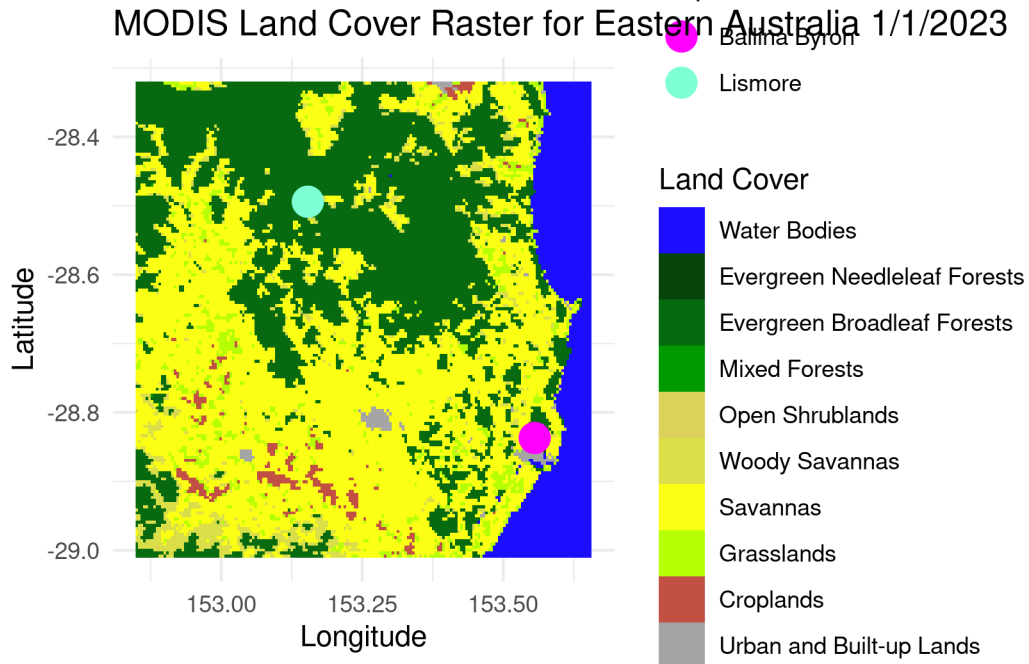 MODIS Land Cover Raster for Eastern Australia 1/1/2023
Ballina Byron
Lismore
Land Cover
Water Bodies
Evergreen Needleleaf Forests
Evergreen Broadleaf Forests
Mixed Forests
Open Shrublands
Woody Savannas
Savannas
Grasslands
Croplands
Urban and Built-up Lands
Latitude
-28.4
-28.6
-28.8
-29.0
153.00 153.25 153.50
Longitude